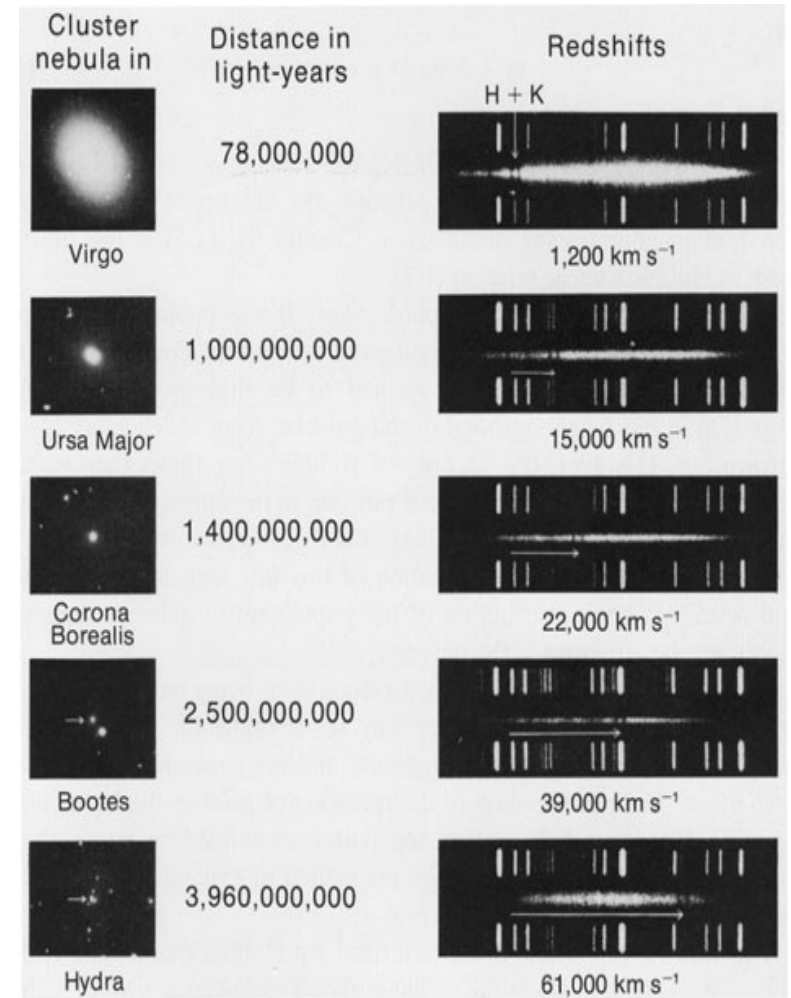 Cluster
nebula in
Distance in
light-years
Redshifts
H + K
78,000,000
Virgo
1,200 km s⁻¹
1,000,000,000
Ursa Major
15,000 km s⁻¹
1,400,000,000
Corona
Borealis
22,000 km s⁻¹
2,500,000,000
Bootes
39,000 km s⁻¹
3,960,000,000
Hydra
61,000 km s⁻¹